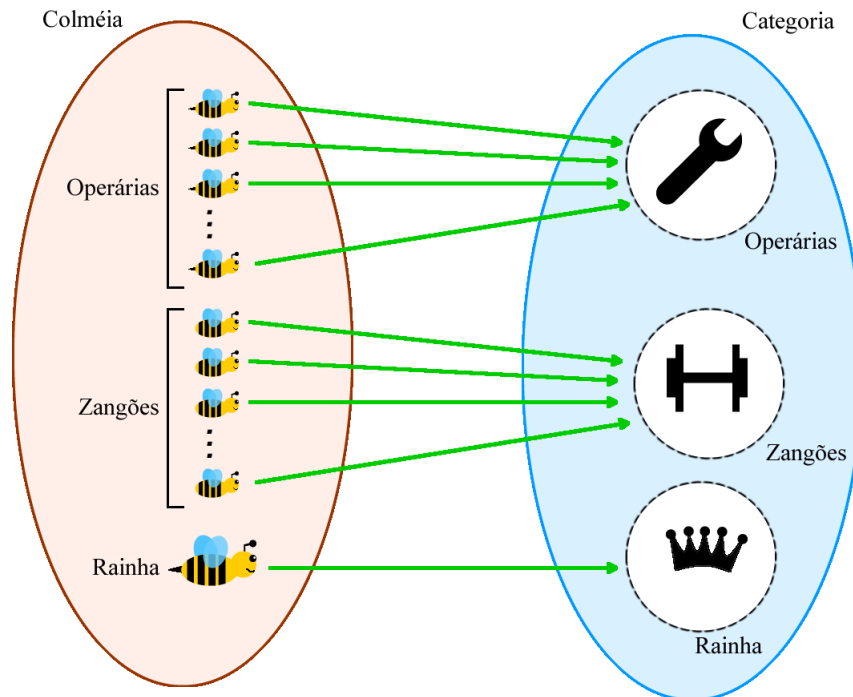 Colméia
Categoria
Operárias
Operárias
Zangões
Zangões
Rainha
Rainha